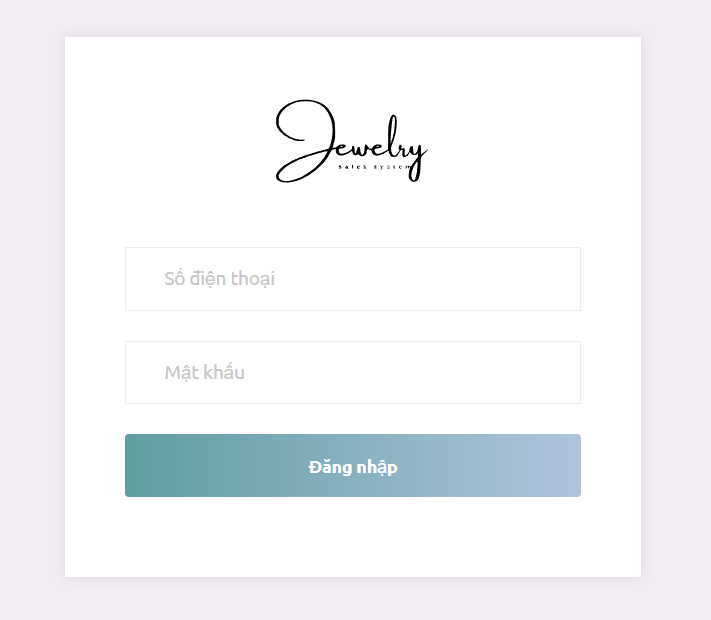 Jewelry
Sales System
Số điện thoại
Mật khẩu
Đăng nhập